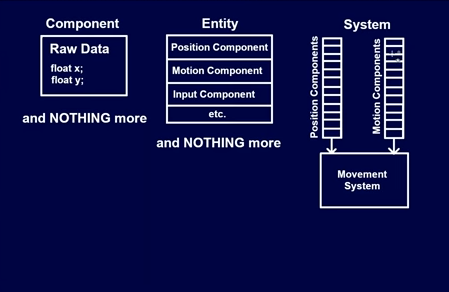 Component
Raw Data
float x;
float y;
and NOTHING more
Entity
Position Component
Motion Component
Input Component
etc.
and NOTHING more
System
Position Components
Motion Components
Movement
System